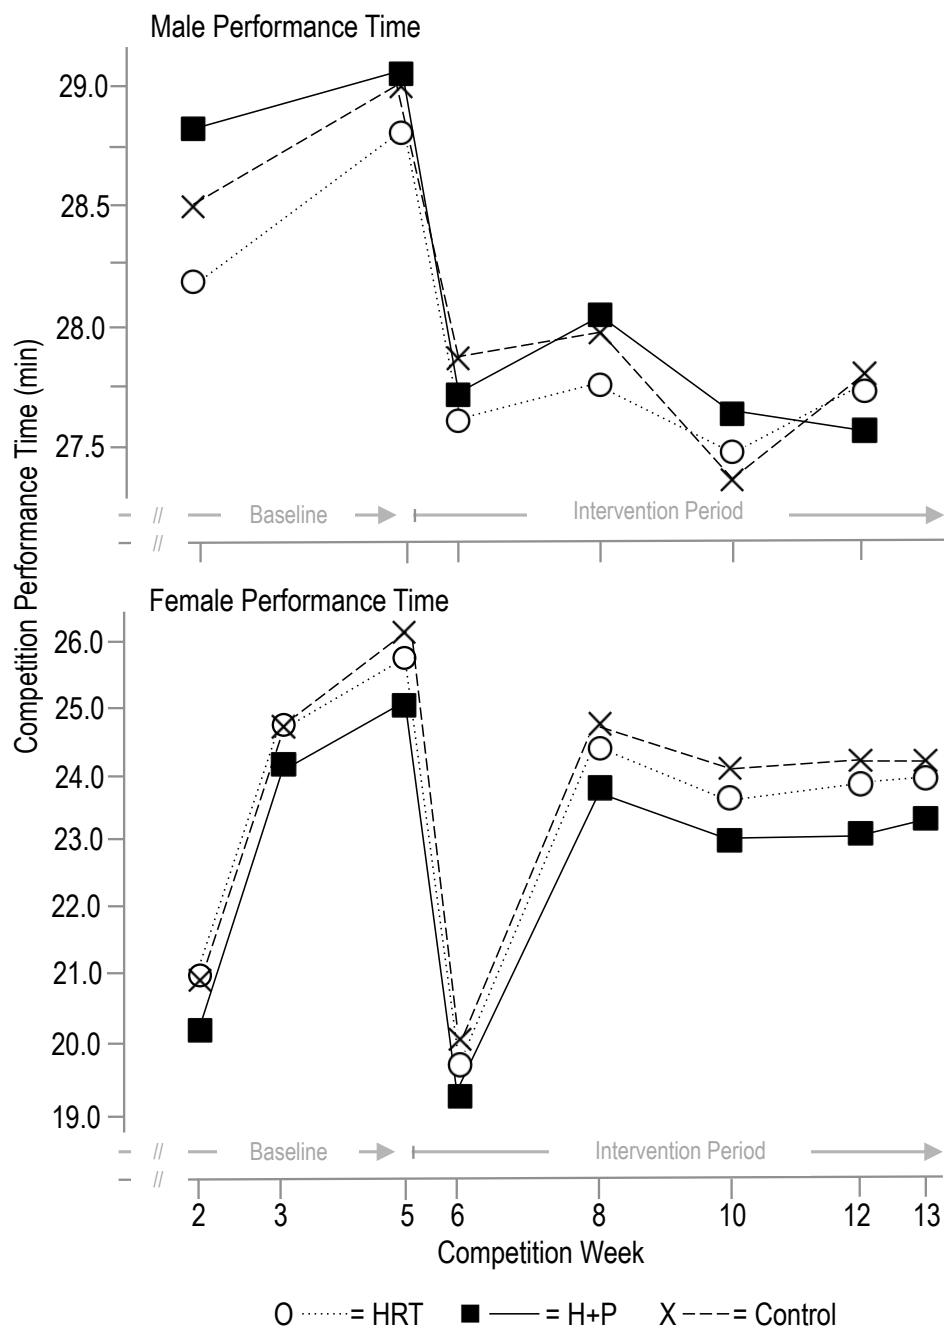 Male Performance Time
29.0
28.5
28.0
27.5
// Baseline Intervention Period
//
Competition Performance Time (min)
Female Performance Time
26.0
25.0
24.0
23.0
22.0
21.0
20.0
19.0
// Baseline Intervention Period
//
2 3 5 6 8 10 12 13
Competition Week
O = HRT ■ = H+P X = Control